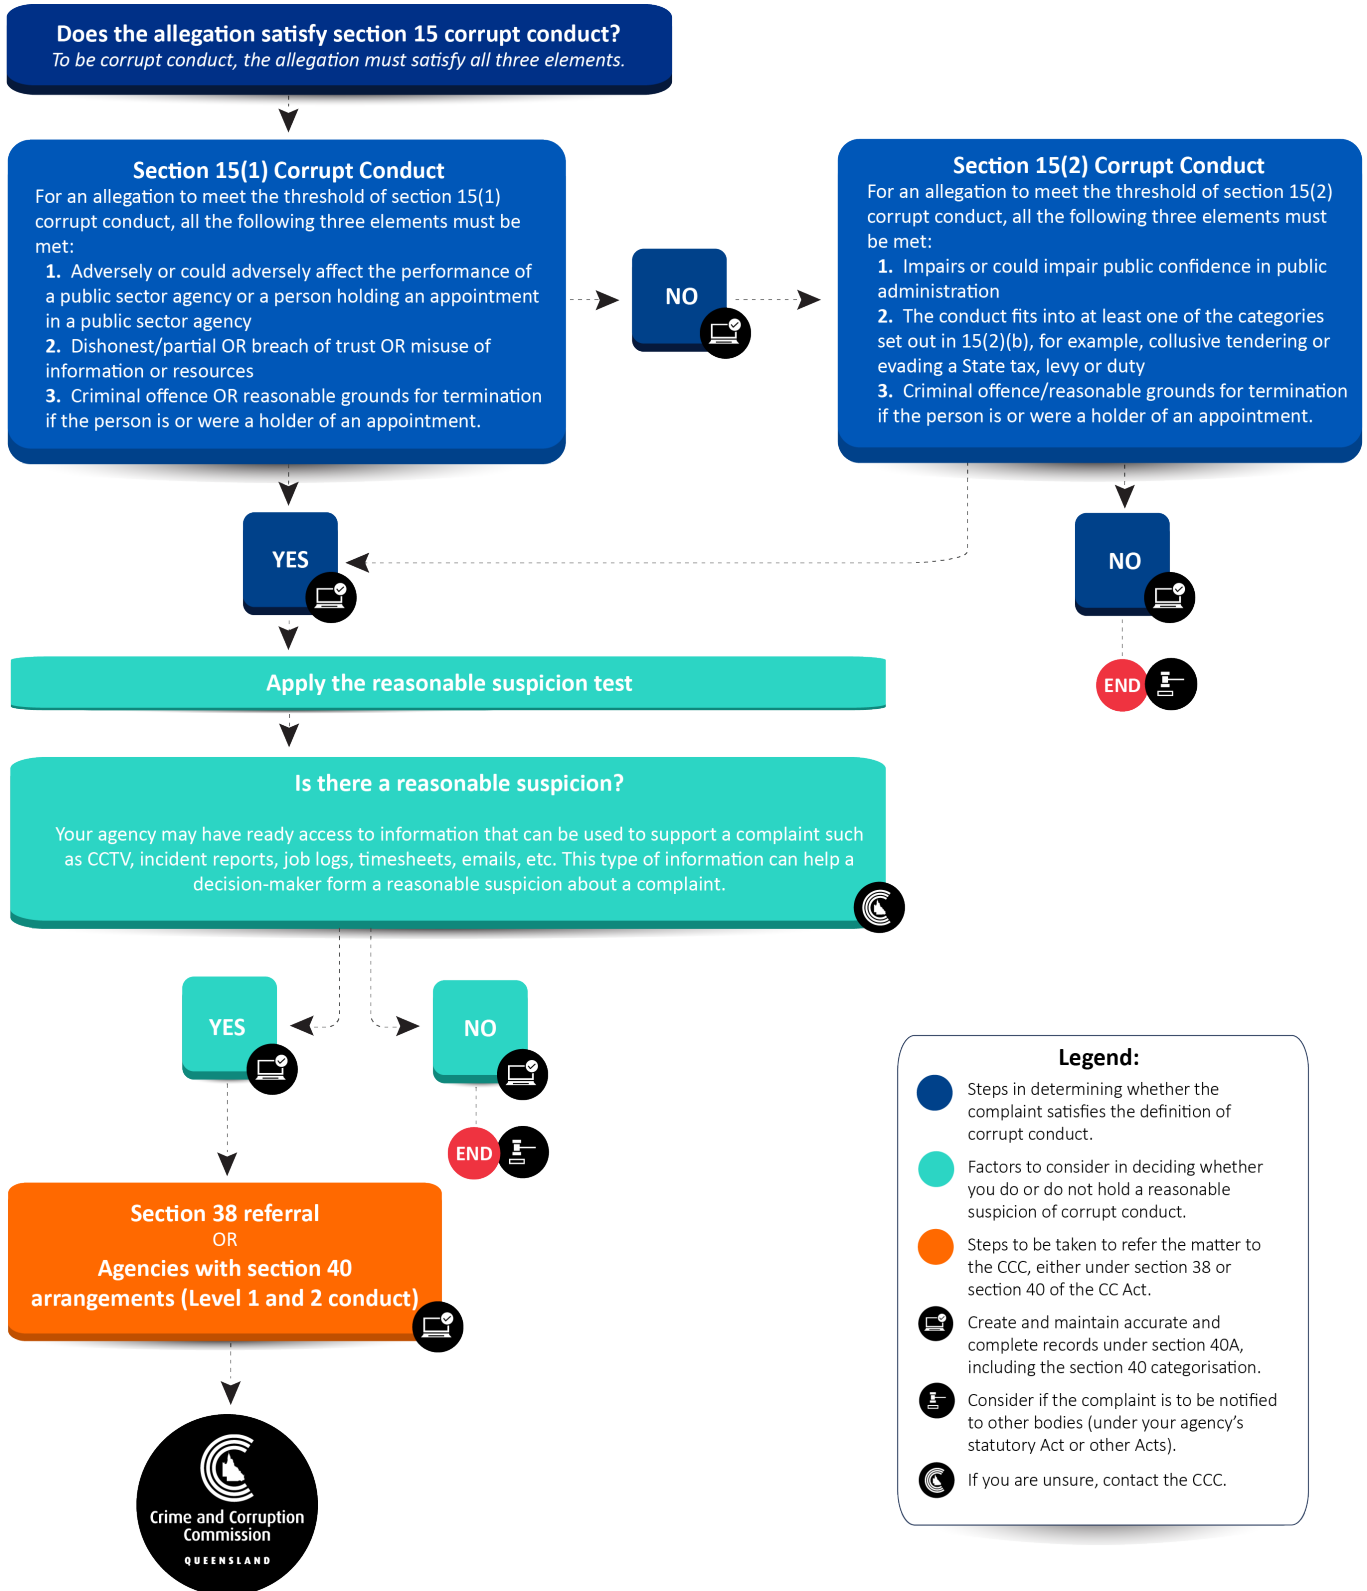 Does the allegation satisfy section 15 corrupt conduct?
To be corrupt conduct, the allegation must satisfy all three elements.
Section 15(1) Corrupt Conduct
For an allegation to meet the threshold of section 15(1)
corrupt conduct, all the following three elements must be
met:
1. Adversely or could adversely affect the performance of
a public sector agency or a person holding an appointment
in a public sector agency
2. Dishonest/partial OR breach of trust OR misuse of
information or resources
3. Criminal offence OR reasonable grounds for termination
if the person is or were a holder of an appointment.
NO
Section 15(2) Corrupt Conduct
For an allegation to meet the threshold of section 15(2)
corrupt conduct, all the following three elements must
be met:
1. Impairs or could impair public confidence in public
administration
2. The conduct fits into at least one of the categories
set out in 15(2)(b), for example, collusive tendering or
evading a State tax, levy or duty
3. Criminal offence/reasonable grounds for termination
if the person is or were a holder of an appointment.
YES
NO
END
Apply the reasonable suspicion test
Is there a reasonable suspicion?
Your agency may have ready access to information that can be used to support a complaint such
as CCTV, incident reports, job logs, timesheets, emails, etc. This type of information can help a
decision-maker form a reasonable suspicion about a complaint.
YES
NO
END
Section 38 referral
OR
Agencies with section 40
arrangements (Level 1 and 2 conduct)
Crime and Corruption
Commission
QUEENSLAND
Legend:
Steps in determining whether the
complaint satisfies the definition of
corrupt conduct.
Factors to consider in deciding whether
you do or do not hold a reasonable
suspicion of corrupt conduct.
Steps to be taken to refer the matter to
the CCC, either under section 38 or
section 40 of the CC Act.
Create and maintain accurate and
complete records under section 40A,
including the section 40 categorisation.
Consider if the complaint is to be notified
to other bodies (under your agency’s
statutory Act or other Acts).
If you are unsure, contact the CCC.